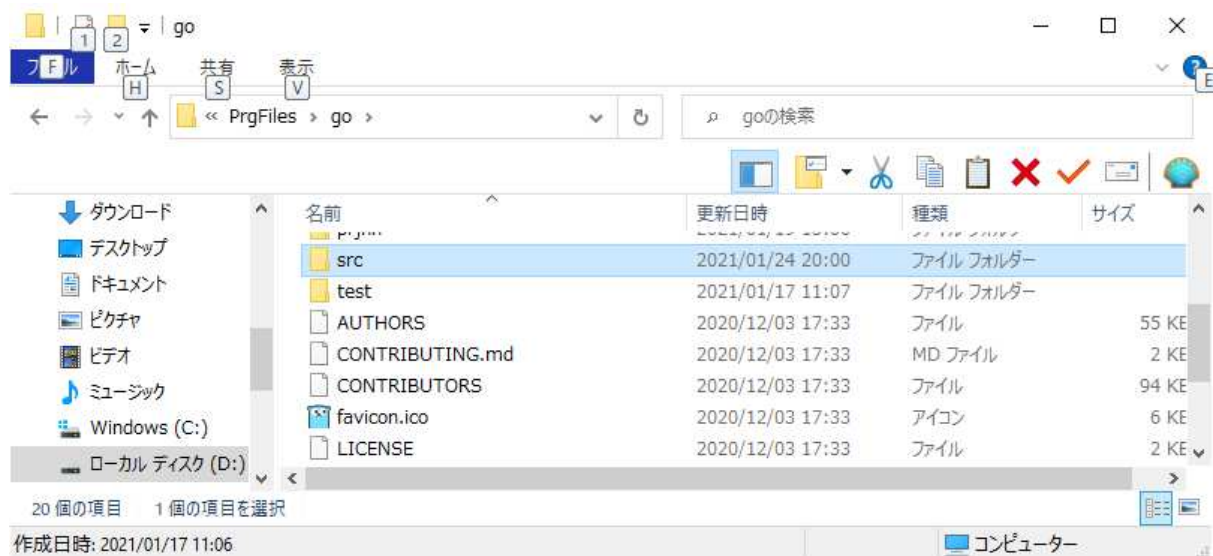 1 2 go
ファイル F ホーム H 共有 S 表示 V E
« PrgFiles › go › goの検索
ダウンロード
デスクトップ
ドキュメント
ピクチャ
ビデオ
ミュージック
Windows (C:)
ローカル ディスク (D:)
名前 更新日時 種類 サイズ
src 2021/01/24 20:00 ファイル フォルダー
test 2021/01/17 11:07 ファイル フォルダー
AUTHORS 2020/12/03 17:33 ファイル 55 KB
CONTRIBUTING.md 2020/12/03 17:33 MD ファイル 2 KB
CONTRIBUTORS 2020/12/03 17:33 ファイル 94 KB
favicon.ico 2020/12/03 17:33 アイコン 6 KB
LICENSE 2020/12/03 17:33 ファイル 2 KB
20 個の項目 1 個の項目を選択
作成日時: 2021/01/17 11:06 コンピューター